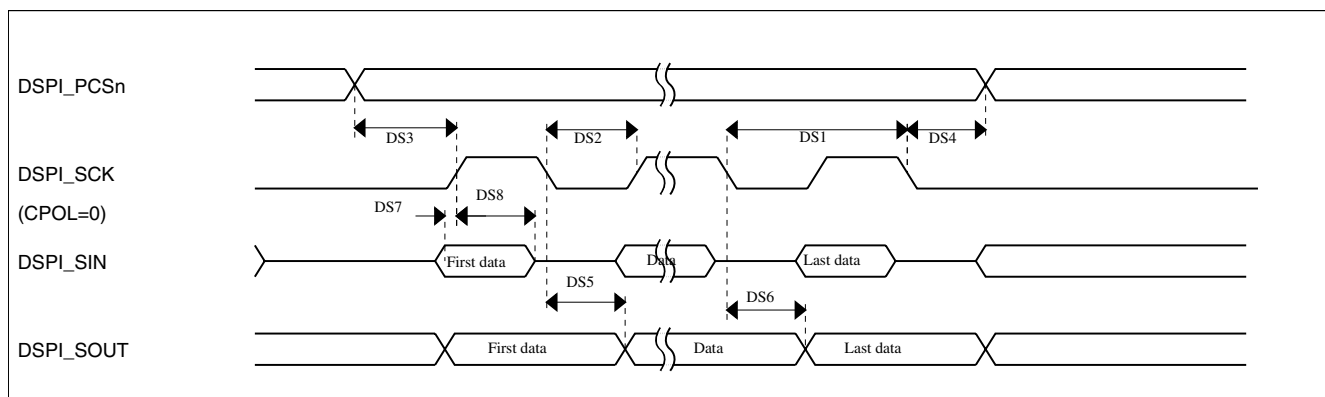 DSPI_PCSn
DS3
DS2
DS1
DS4
DSPI_SCK
(CPOL=0)
DS7
DS8
DSPI_SIN
First data
Data
Last data
DS5
DS6
DSPI_SOUT
First data
Data
Last data